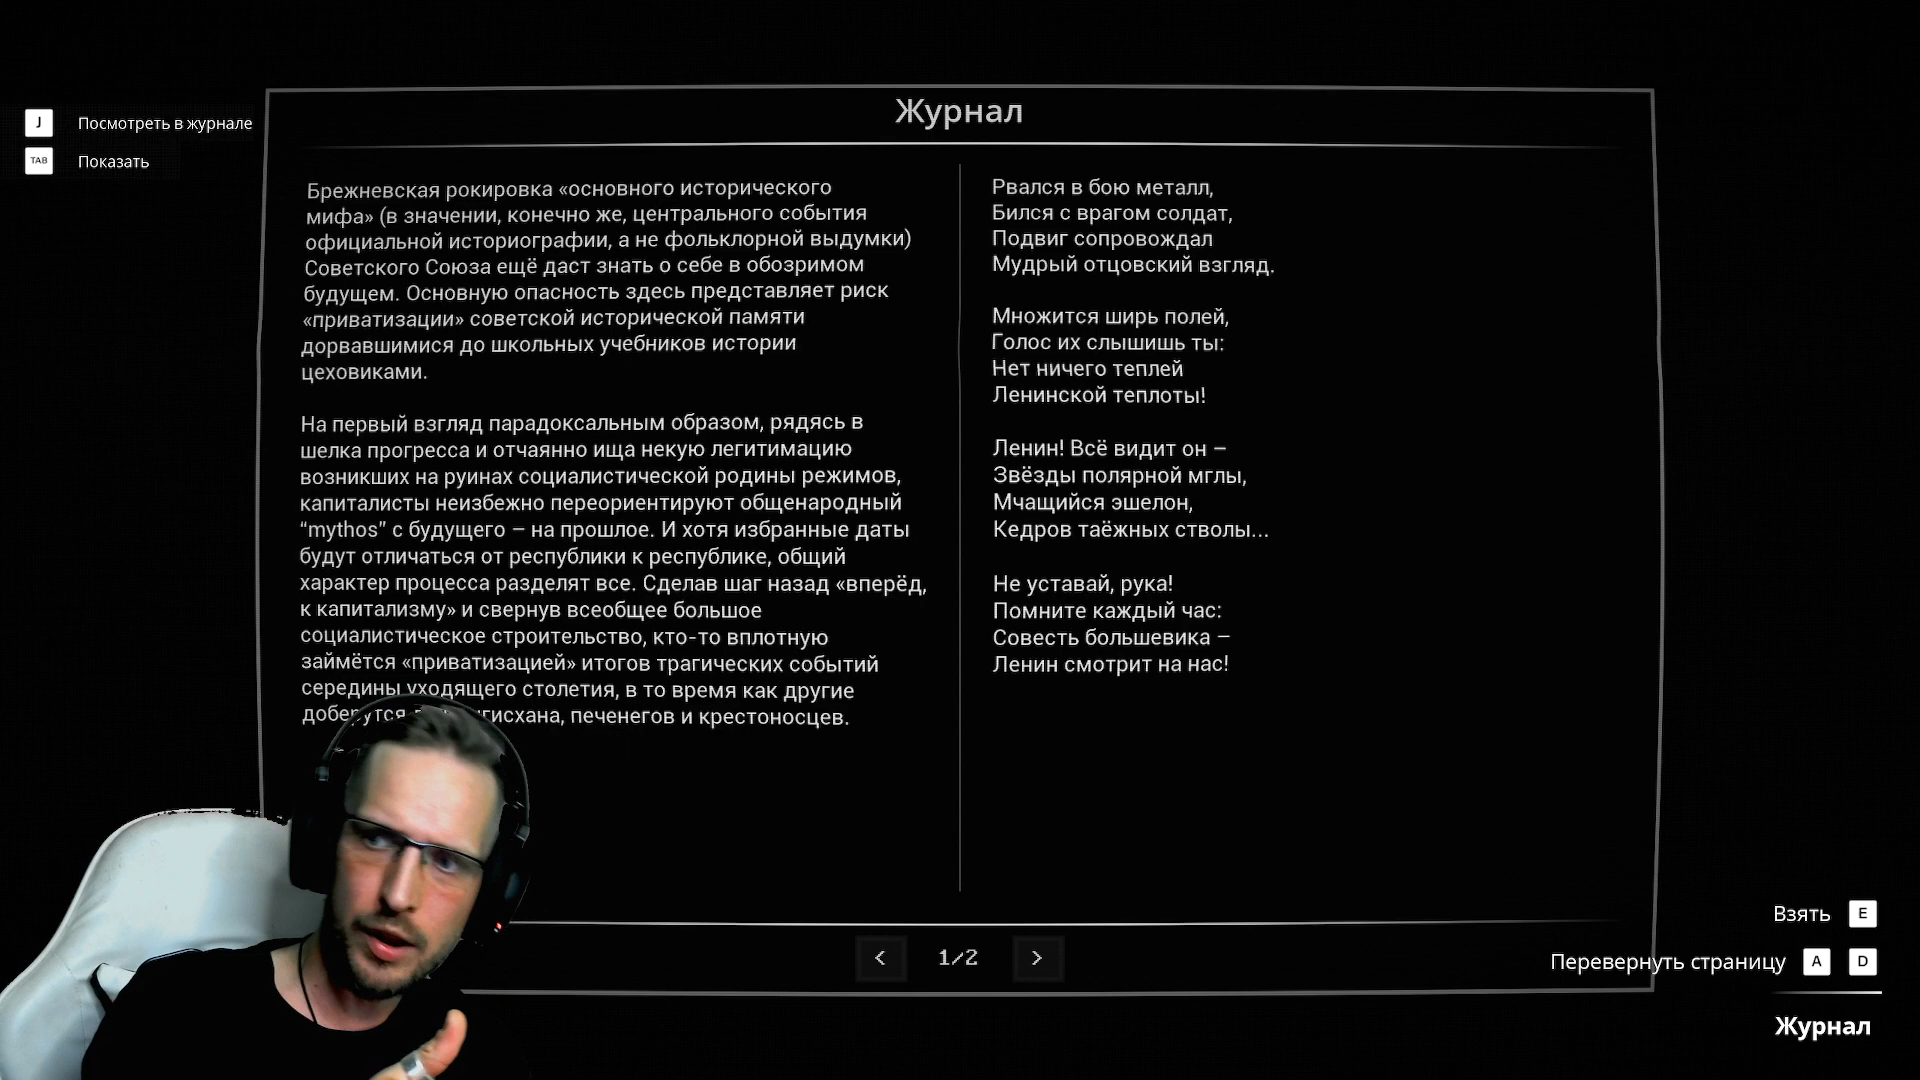 J Посмотреть в журнале
TAB Показать
Журнал
Брежневская рокировка «основного исторического
мифа» (в значении, конечно же, центрального события
официальной историографии, а не фольклорной выдумки)
Советского Союза ещё даст знать о себе в обозримом
будущем. Основную опасность здесь представляет риск
«приватизации» советской исторической памяти
дорвавшимися до школьных учебников истории
цеховиками.
На первый взгляд парадоксальным образом, рядясь в
шелка прогресса и отчаянно ища некую легитимацию
возникших на руинах социалистической родины режимов,
капиталисты неизбежно переориентируют общенародный
“mythos” с будущего – на прошлое. И хотя избранные даты
будут отличаться от республики к республике, общий
характер процесса разделят все. Сделав шаг назад «вперёд,
к капитализму» и свернув всеобщее большое
социалистическое строительство, кто-то вплотную
займётся «приватизацией» итогов трагических событий
середины уходящего столетия, в то время как другие
доберутся печенегов и крестоносцев.
Рвался в бою металл,
Бился с врагом солдат,
Подвиг сопровождал
Мудрый отцовский взгляд.
Множится ширь полей,
Голос их слышишь ты:
Нет ничего теплей
Ленинской теплоты!
Ленин! Всё видит он –
Звёзды полярной мглы,
Мчащийся эшелон,
Кедров таёжных стволы...
Не уставай, рука!
Помните каждый час:
Совесть большевика –
Ленин смотрит на нас!
< 1/2 >
Взять E
Перевернуть страницу A D
Журнал